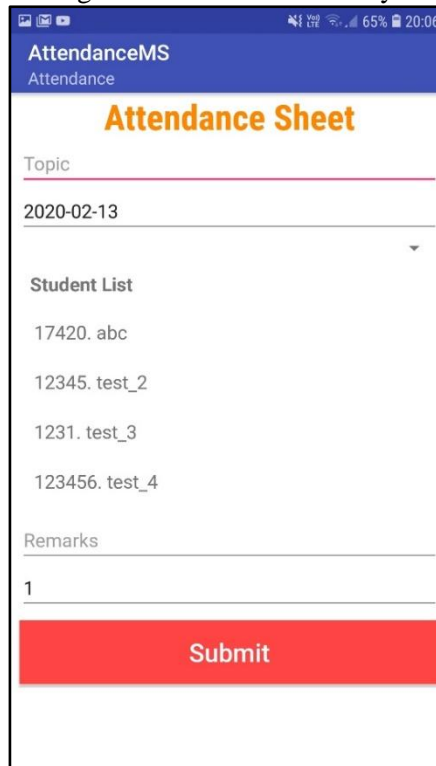 65% 20:06
AttendanceMS
Attendance
Attendance Sheet
Topic
2020-02-13
Student List
17420. abc
12345. test_2
1231. test_3
123456. test_4
Remarks
1
Submit